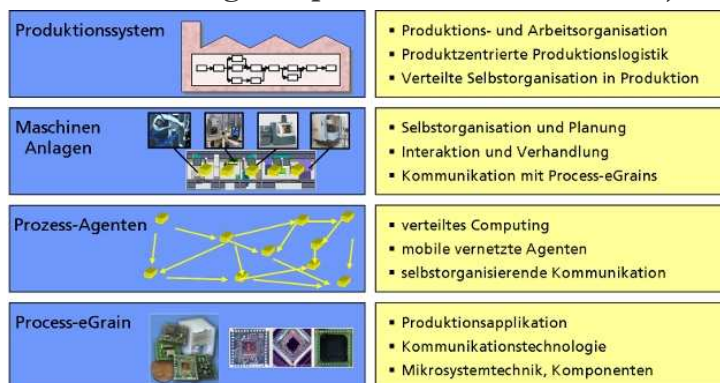 Produktionssystem
▪ Produktions- und Arbeitsorganisation
▪ Produktzentrierte Produktionslogistik
▪ Verteilte Selbstorganisation in Produktion
Maschinen
Anlagen
▪ Selbstorganisation und Planung
▪ Interaktion und Verhandlung
▪ Kommunikation mit Process-eGrains
Prozess-Agenten
▪ verteiltes Computing
▪ mobile vernetzte Agenten
▪ selbstorganisierende Kommunikation
Process-eGrain
▪ Produktionsapplikation
▪ Kommunikationstechnologie
▪ Mikrosystemtechnik, Komponenten